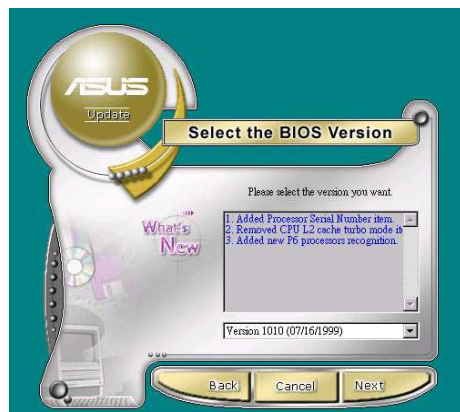 ASUS
Update
Select the BIOS Version
Please select the version you want.
What's
New
1. Added Processor Serial Number item.
2. Removed CPU L2 cache turbo mode it
3. Added new P6 processors recognition.
Version 1010 (07/16/1999)
Back
Cancel
Next